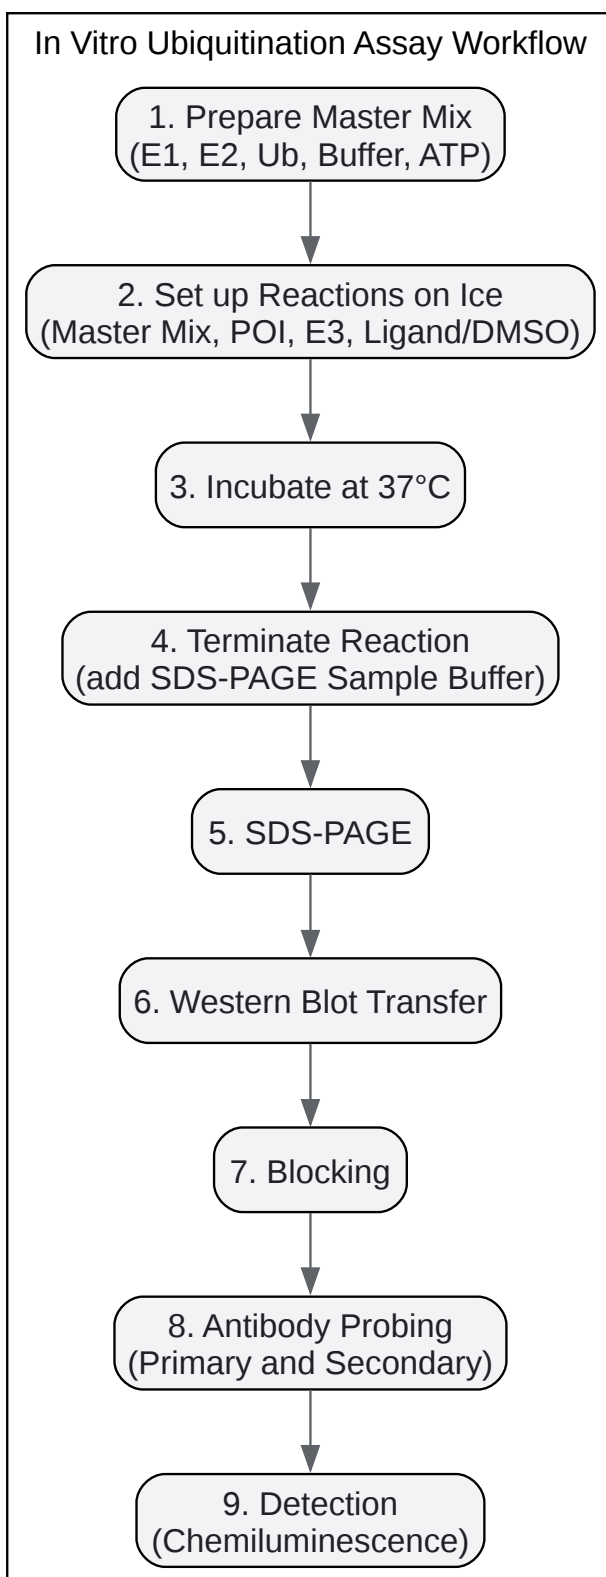 In Vitro Ubiquitination Assay Workflow
1. Prepare Master Mix
(E1, E2, Ub, Buffer, ATP)
2. Set up Reactions on Ice
(Master Mix, POI, E3, Ligand/DMSO)
3. Incubate at 37°C
4. Terminate Reaction
(add SDS-PAGE Sample Buffer)
5. SDS-PAGE
6. Western Blot Transfer
7. Blocking
8. Antibody Probing
(Primary and Secondary)
9. Detection
(Chemiluminescence)